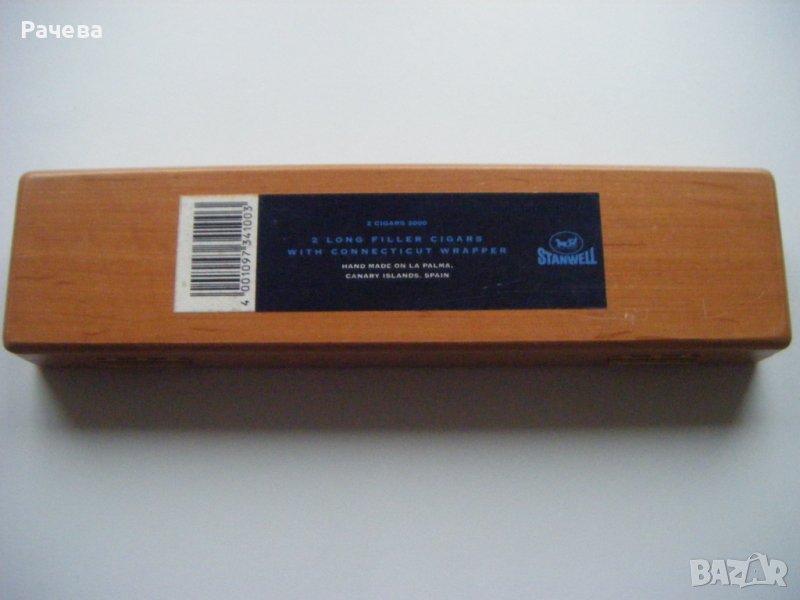 Рачева
2 CIGARS 2000
2 LONG FILLER CIGARS
WITH CONNECTICUT WRAPPER
HAND MADE ON LA PALMA,
CANARY ISLANDS, SPAIN
STANWELL
4 001097 341003
BAZAR